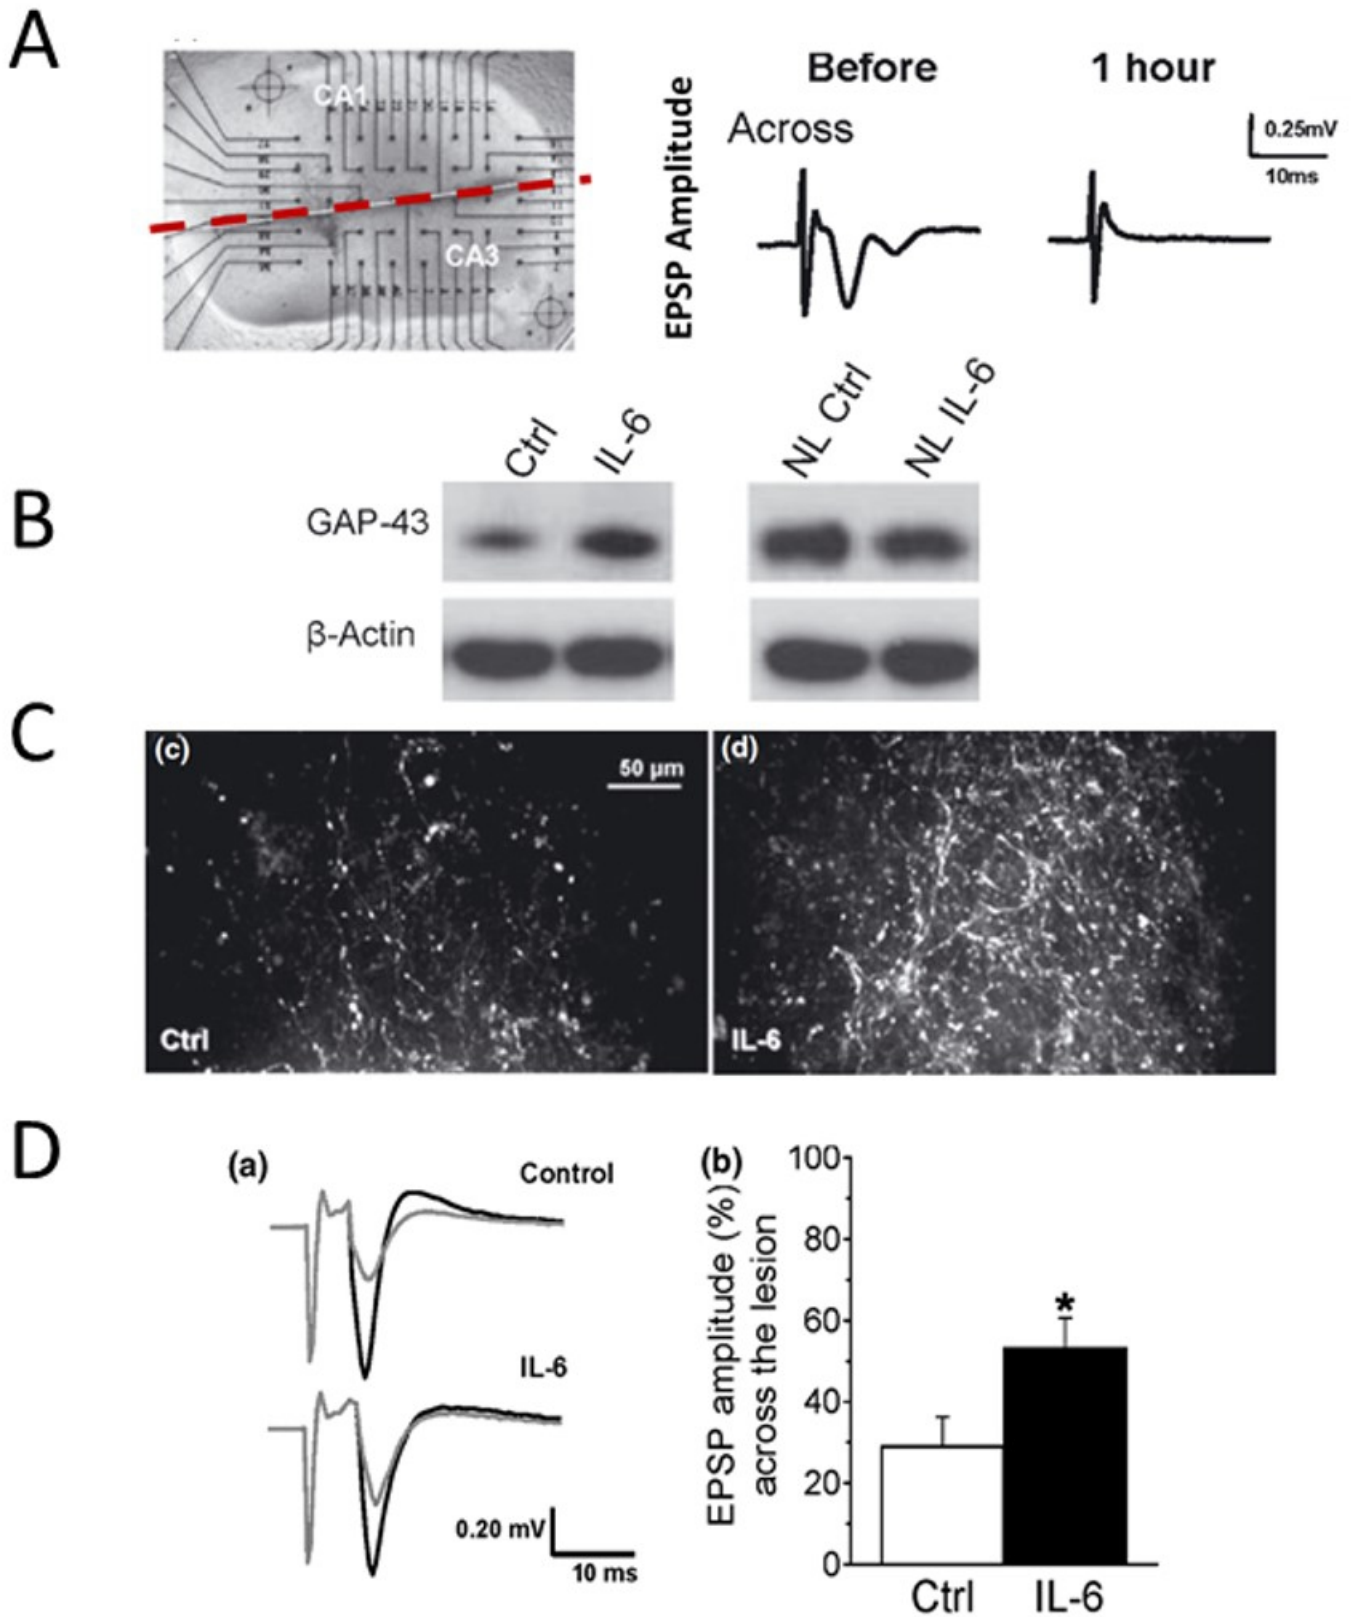 A
CA1
CA3
EPSP Amplitude
Before
1 hour
Across
0.25mV
10ms
B
Ctrl
IL-6
NL Ctrl
NL IL-6
GAP-43
β-Actin
C
(c)
50 µm
Ctrl
(d)
IL-6
D
(a)
Control
IL-6
0.20 mV
10 ms
(b)
EPSP amplitude (%)
across the lesion
100
80
60
40
20
0
*
Ctrl
IL-6